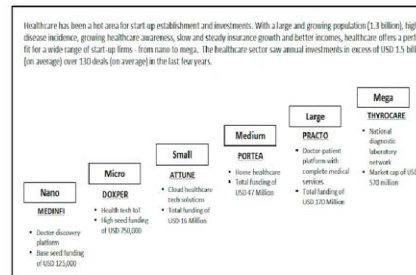 Healthcare has been a hot area for start-up establishment and investments. With a large and growing population (1.3 billion), hig
disease incidence, growing healthcare awareness, slow and steady insurance growth and better incomes, healthcare offers a perf
fit for a wide range of start-up firms - from nano to mega. The healthcare sector saw annual investments in excess of USD 1.5 bill
(on average) over 130 deals (on average) in the last few years.
Mega
THYROCARE
• National
diagnostic
laboratory
network
• Market cap of USD
570 million
Large
PRACTO
• Doctor patient
platform with
complete medical
services
• Total funding of
USD 170 Million
Medium
PORTEA
• Home healthcare
• Total funding of
USD 47 Million
Small
ATTUNE
• Cloud healthcare
tech solutions
• Total funding of
USD 16 Million
Micro
DOXPER
• Health tech IoT
• High seed funding
of USD 750,000
Nano
MEDINFI
• Doctor discovery
platform
• Base seed funding
of USD 125,000